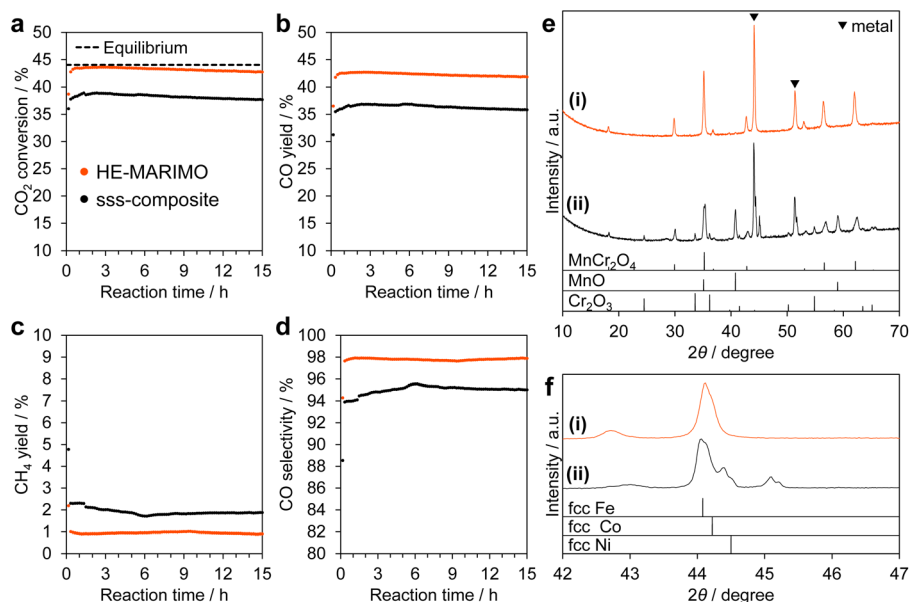 a
CO₂ conversion / %
50
45
40
35
30
25
20
15
10
Equilibrium
HE-MARIMO
sss-composite
0 3 6 9 12 15
Reaction time / h
b
CO yield / %
50
45
40
35
30
25
20
15
10
0 3 6 9 12 15
Reaction time / h
c
CH₄ yield / %
10
9
8
7
6
5
4
3
2
1
0
0 3 6 9 12 15
Reaction time / h
d
CO selectivity / %
100
98
96
94
92
90
88
86
84
82
80
0 3 6 9 12 15
Reaction time / h
e
Intensity / a.u.
▼ metal
(i)
(ii)
MnCr₂O₄
MnO
Cr₂O₃
10 20 30 40 50 60 70
2θ / degree
f
Intensity / a.u.
(i)
(ii)
fcc Fe
fcc Co
fcc Ni
42 43 44 45 46 47
2θ / degree